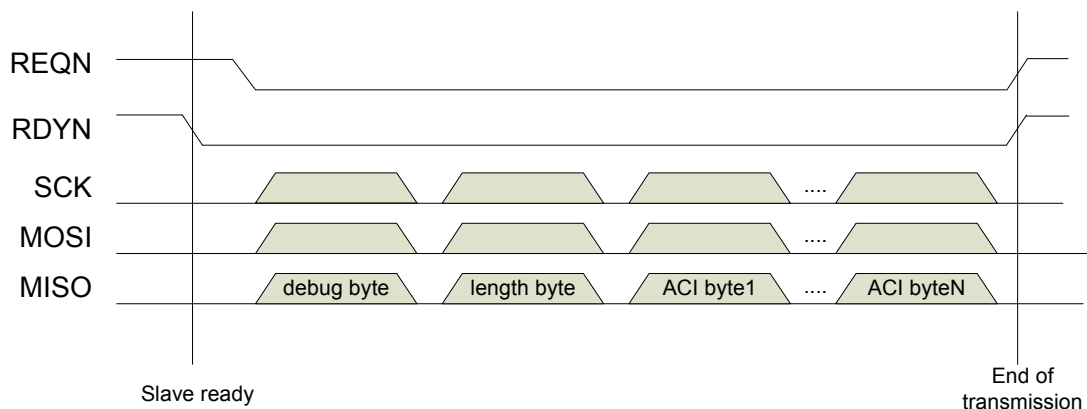 REQN
RDYN
SCK
....
MOSI
....
MISO
debug byte
length byte
ACI byte1
....
ACI byteN
Slave ready
End of
transmission